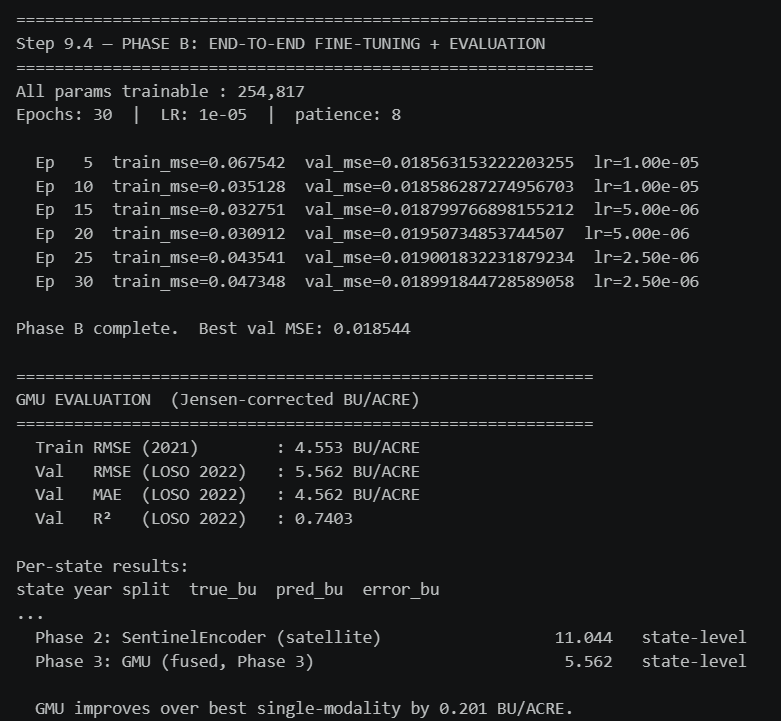 ============================================================
Step 9.4 — PHASE B: END-TO-END FINE-TUNING + EVALUATION
============================================================
All params trainable : 254,817
Epochs: 30  |  LR: 1e-05  |  patience: 8
  Ep   5  train_mse=0.067542  val_mse=0.018563153222203255  lr=1.00e-05
  Ep  10  train_mse=0.035128  val_mse=0.018586287274956703  lr=1.00e-05
  Ep  15  train_mse=0.032751  val_mse=0.018799766898155212  lr=5.00e-06
  Ep  20  train_mse=0.030912  val_mse=0.01950734853744507  lr=5.00e-06
  Ep  25  train_mse=0.043541  val_mse=0.019001832231879234  lr=2.50e-06
  Ep  30  train_mse=0.047348  val_mse=0.018991844728589058  lr=2.50e-06
Phase B complete.  Best val MSE: 0.018544
============================================================
GMU EVALUATION  (Jensen-corrected BU/ACRE)
============================================================
  Train RMSE (2021)        : 4.553 BU/ACRE
  Val   RMSE (LOSO 2022)   : 5.562 BU/ACRE
  Val   MAE  (LOSO 2022)   : 4.562 BU/ACRE
  Val   R²   (LOSO 2022)   : 0.7403
Per-state results:
state year split  true_bu  pred_bu  error_bu
...
  Phase 2: SentinelEncoder (satellite)                  11.044   state-level
  Phase 3: GMU (fused, Phase 3)                          5.562   state-level
  GMU improves over best single-modality by 0.201 BU/ACRE.